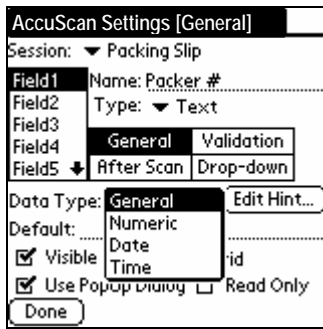 AccuScan Settings [General]
Session: Packing Slip
Field1 Name: Packer #
Field2 Type: Text
Field3
Field4 General Validation
Field5 After Scan Drop-down
Data Type: General Edit Hint...
Numeric
Default:
Date
Visible id
Time
Use PopUp Dialog Read Only
Done